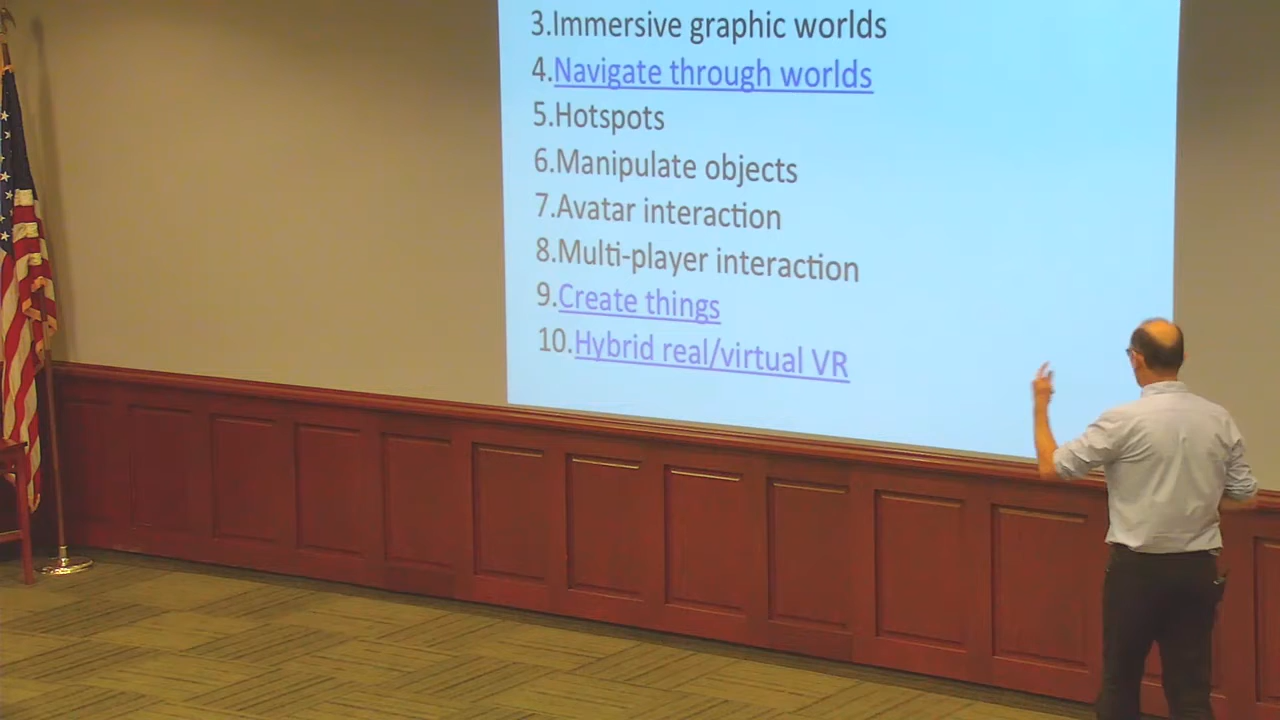 3.Immersive graphic worlds
4.Navigate through worlds
5.Hotspots
6.Manipulate objects
7.Avatar interaction
8.Multi-player interaction
9.Create things
10.Hybrid real/virtual VR